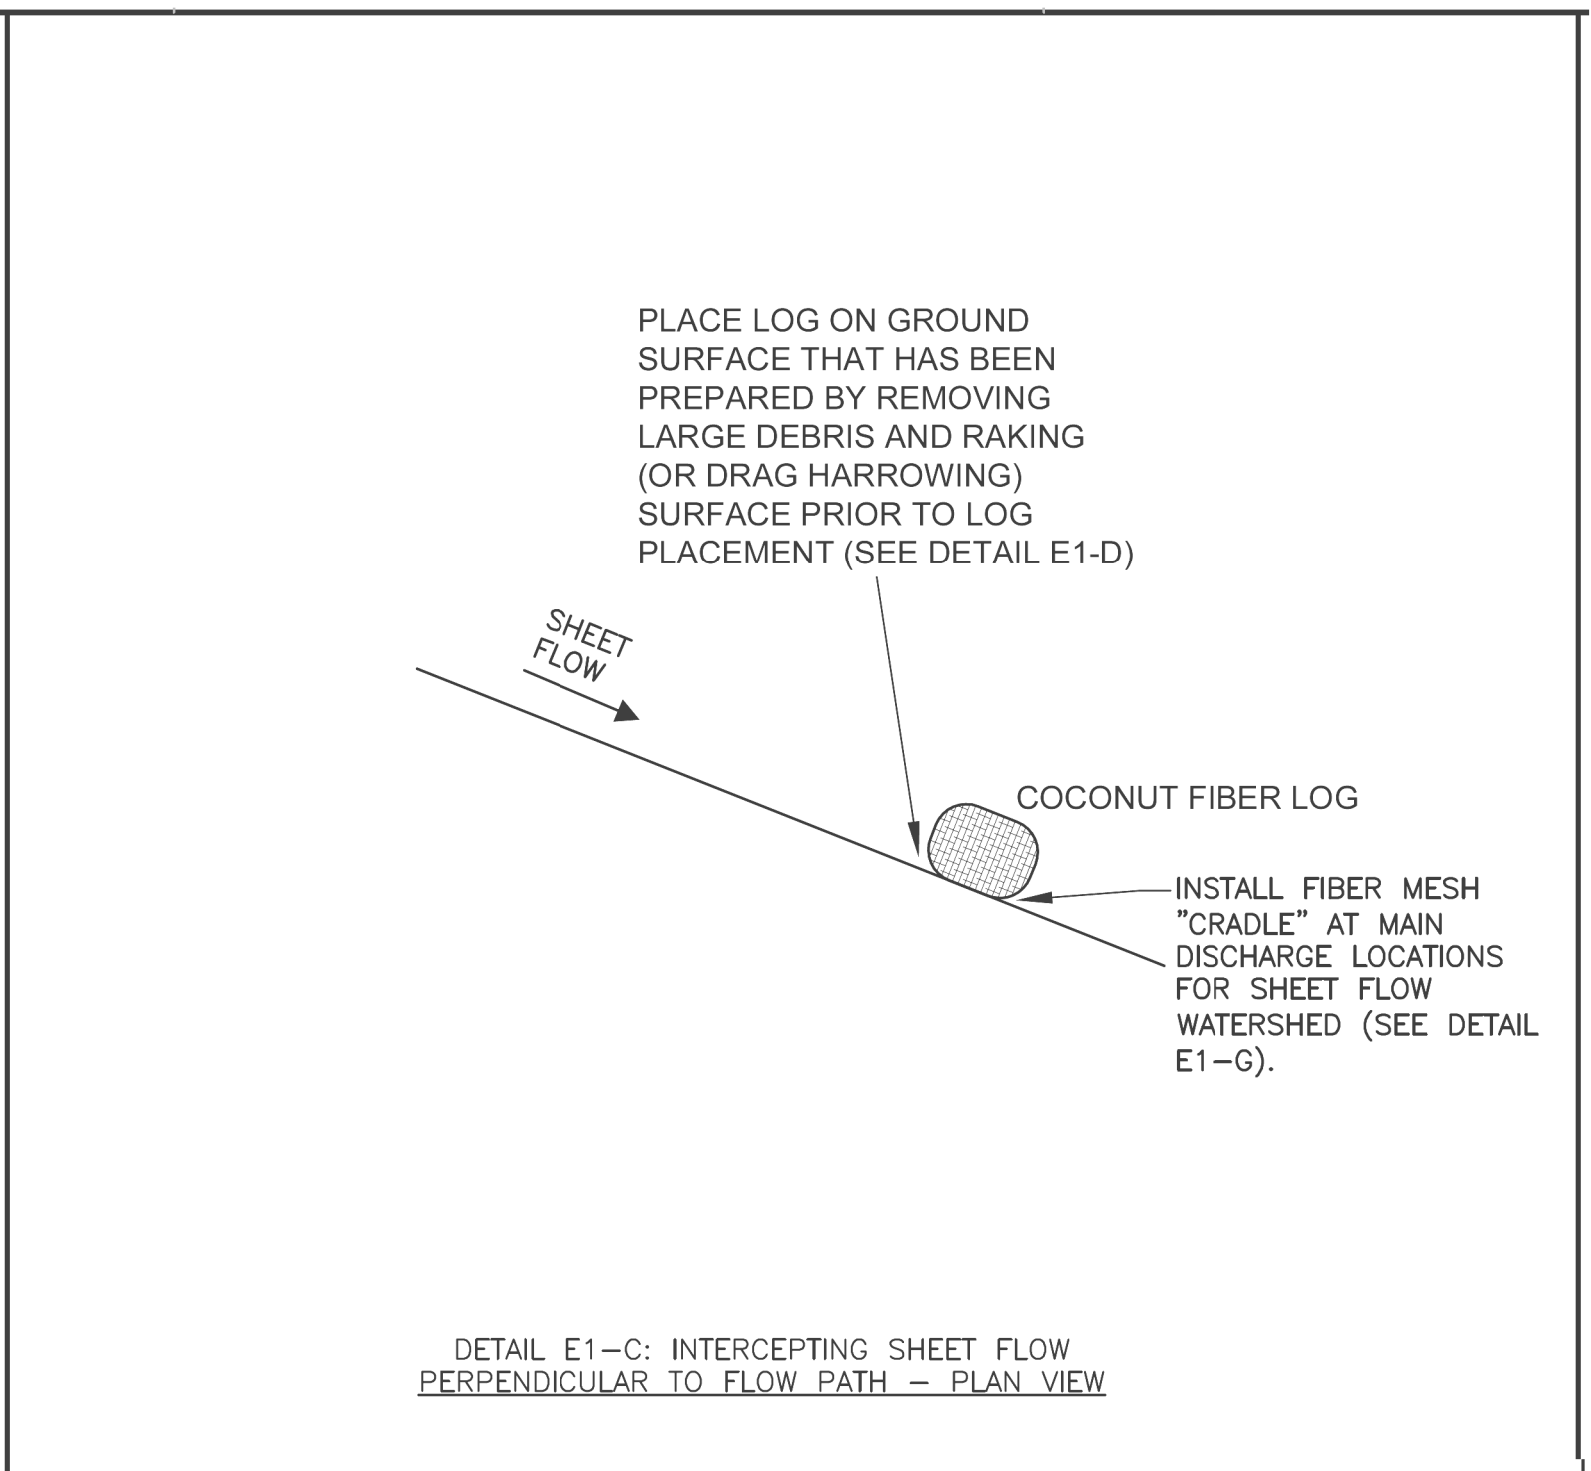 PLACE LOG ON GROUND
SURFACE THAT HAS BEEN
PREPARED BY REMOVING
LARGE DEBRIS AND RAKING
(OR DRAG HARROWING)
SURFACE PRIOR TO LOG
PLACEMENT (SEE DETAIL E1-D)
SHEET
FLOW
COCONUT FIBER LOG
INSTALL FIBER MESH
"CRADLE" AT MAIN
DISCHARGE LOCATIONS
FOR SHEET FLOW
WATERSHED (SEE DETAIL
E1-G).
DETAIL E1-C: INTERCEPTING SHEET FLOW
PERPENDICULAR TO FLOW PATH - PLAN VIEW